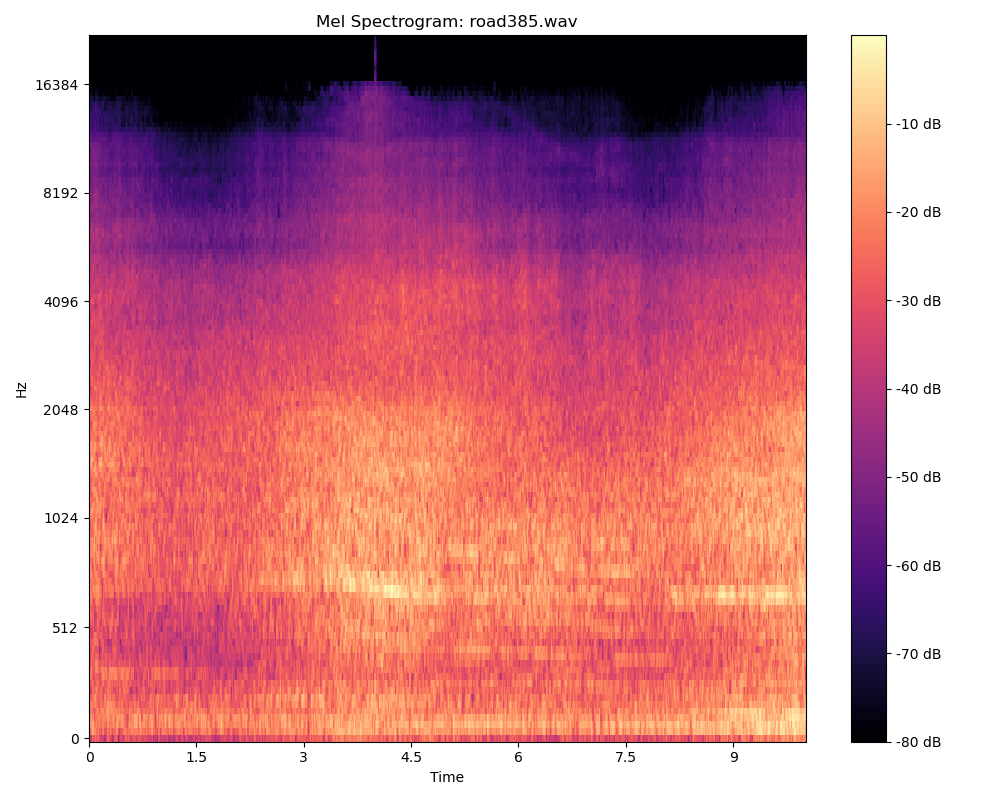 Mel Spectrogram: road385.wav
Hz
16384
8192
4096
2048
1024
512
0
0 1.5 3 4.5 6 7.5 9
Time
-10 dB
-20 dB
-30 dB
-40 dB
-50 dB
-60 dB
-70 dB
-80 dB